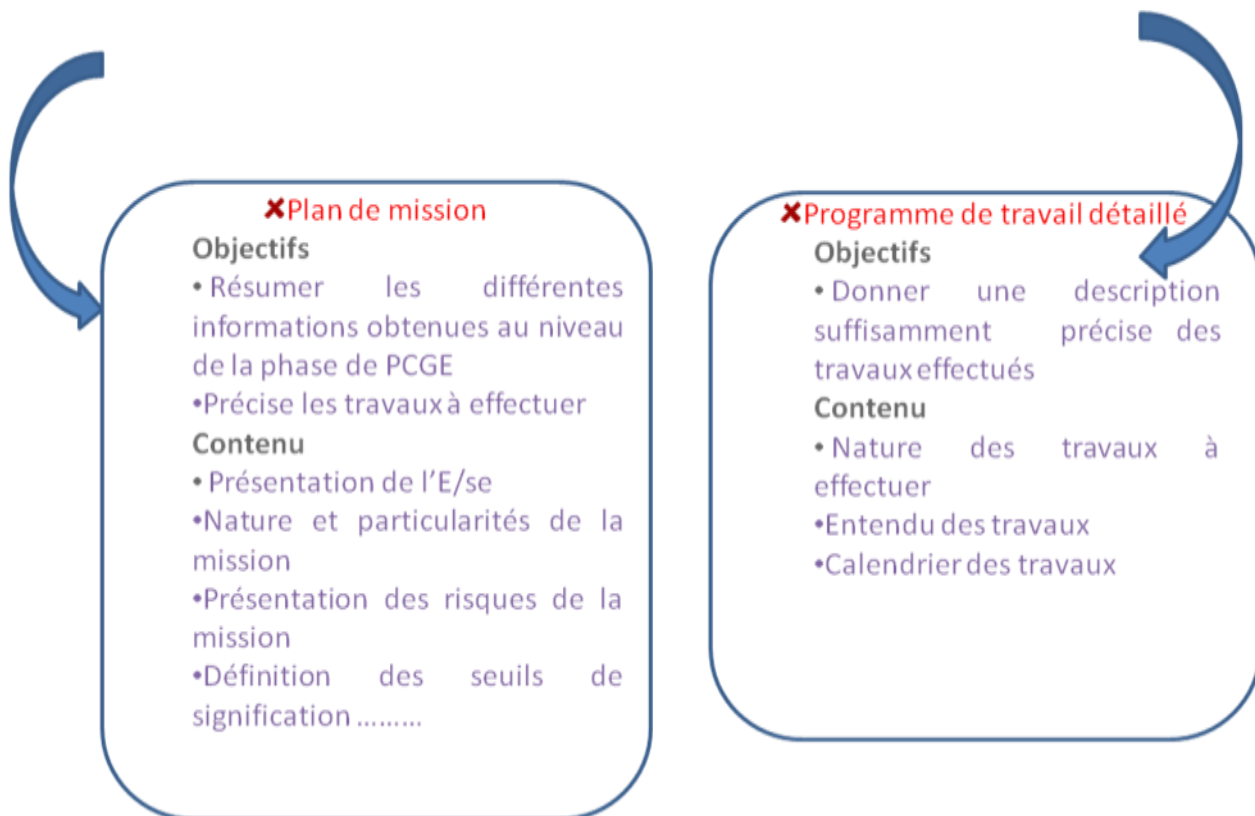 ✘Plan de mission
Objectifs
• Résumer les différentes
informations obtenues au niveau
de la phase de PCGE
•Précise les travaux à effectuer
Contenu
• Présentation de l'E/se
•Nature et particularités de la
mission
•Présentation des risques de la
mission
•Définition des seuils de
signification .........
✘Programme de travail détaillé
Objectifs
• Donner une description
suffisamment précise des
travaux effectués
Contenu
• Nature des travaux à
effectuer
•Entendu des travaux
•Calendrier des travaux